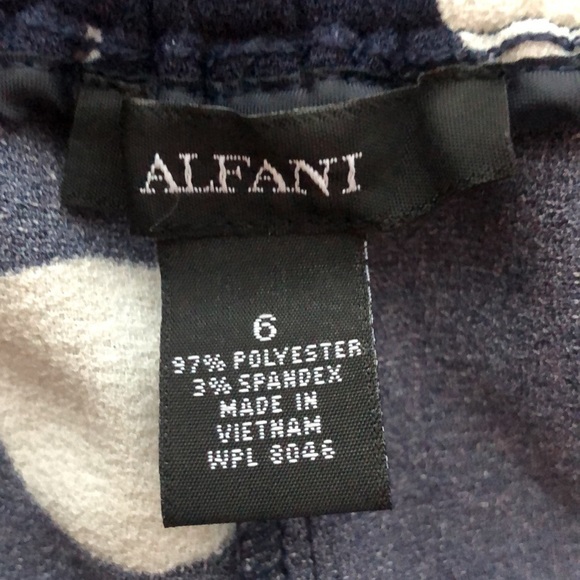 ALFANI
6
97% POLYESTER
3% SPANDEX
MADE IN
VIETNAM
WPL 8046